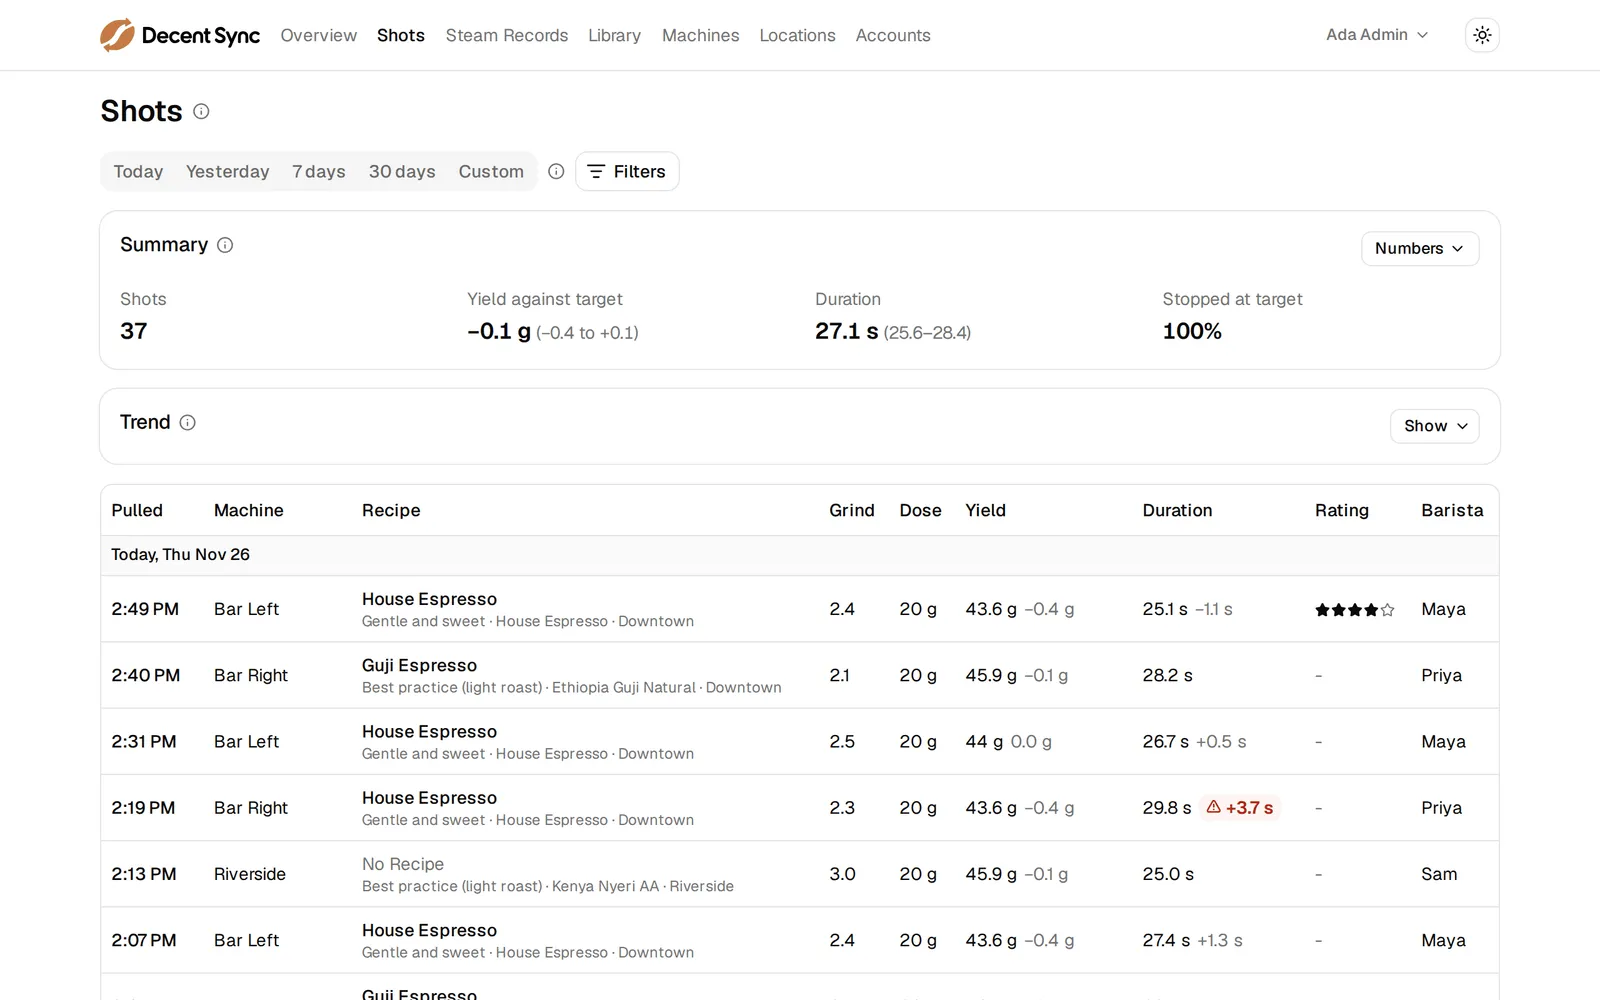 Decent Sync Overview Shots Steam Records Library Machines Locations Accounts Ada Admin
Shots
Today Yesterday 7 days 30 days Custom Filters
Summary Numbers
Shots Yield against target Duration Stopped at target
37 −0.1 g (−0.4 to +0.1) 27.1 s (25.6–28.4) 100%
Trend Show
Pulled Machine Recipe Grind Dose Yield Duration Rating Barista
Today, Thu Nov 26
2:49 PM Bar Left House Espresso 2.4 20 g 43.6 g −0.4 g 25.1 s −1.1 s Maya
Gentle and sweet · House Espresso · Downtown
2:40 PM Bar Right Guji Espresso 2.1 20 g 45.9 g −0.1 g 28.2 s - Priya
Best practice (light roast) · Ethiopia Guji Natural · Downtown
2:31 PM Bar Left House Espresso 2.5 20 g 44 g 0.0 g 26.7 s +0.5 s - Maya
Gentle and sweet · House Espresso · Downtown
2:19 PM Bar Right House Espresso 2.3 20 g 43.6 g −0.4 g 29.8 s +3.7 s - Priya
Gentle and sweet · House Espresso · Downtown
2:13 PM Riverside No Recipe 3.0 20 g 45.9 g −0.1 g 25.0 s - Sam
Best practice (light roast) · Kenya Nyeri AA · Riverside
2:07 PM Bar Left House Espresso 2.4 20 g 43.6 g −0.4 g 27.4 s +1.3 s - Maya
Gentle and sweet · House Espresso · Downtown
Guji Espresso